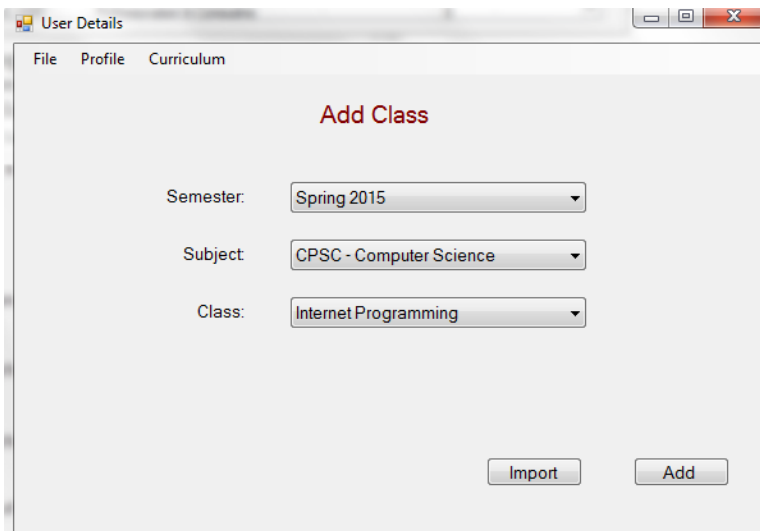 User Details
File Profile Curriculum
Add Class
Semester: Spring 2015
Subject: CPSC - Computer Science
Class: Internet Programming
Import Add